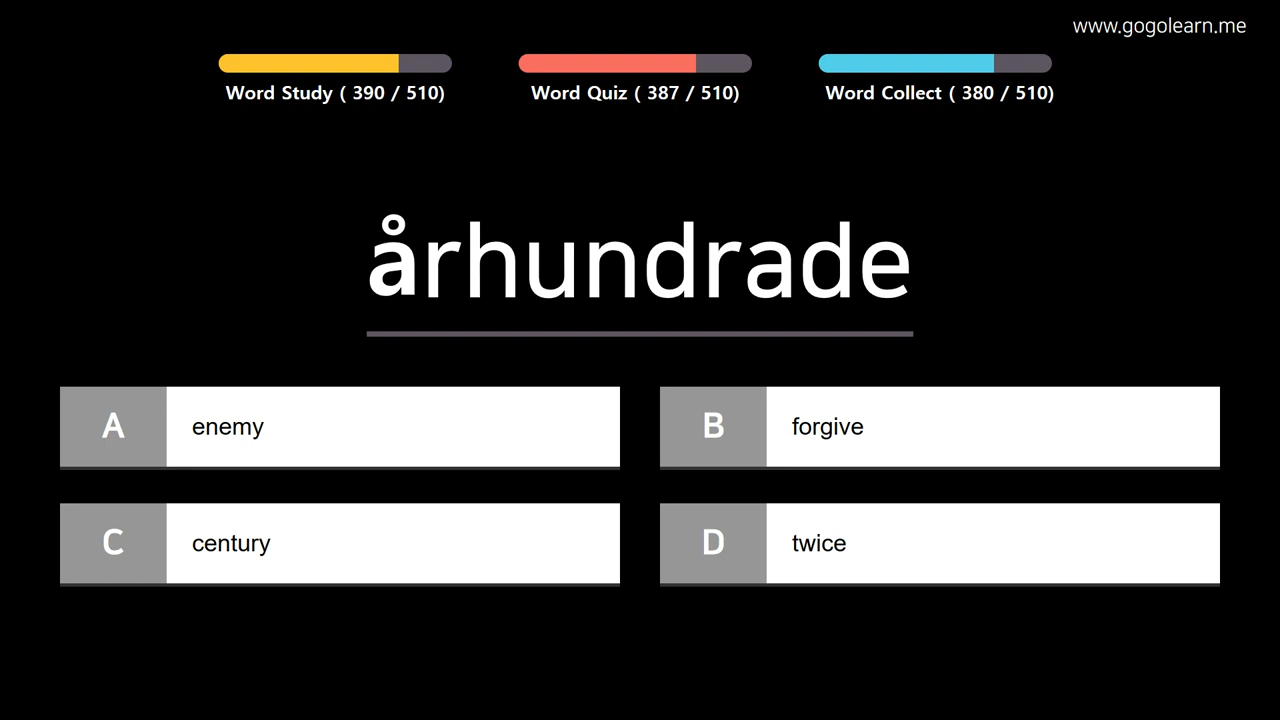 www.gogolearn.me
Word Study ( 390 / 510)
Word Quiz ( 387 / 510)
Word Collect ( 380 / 510)
århundrade
A enemy
B forgive
C century
D twice